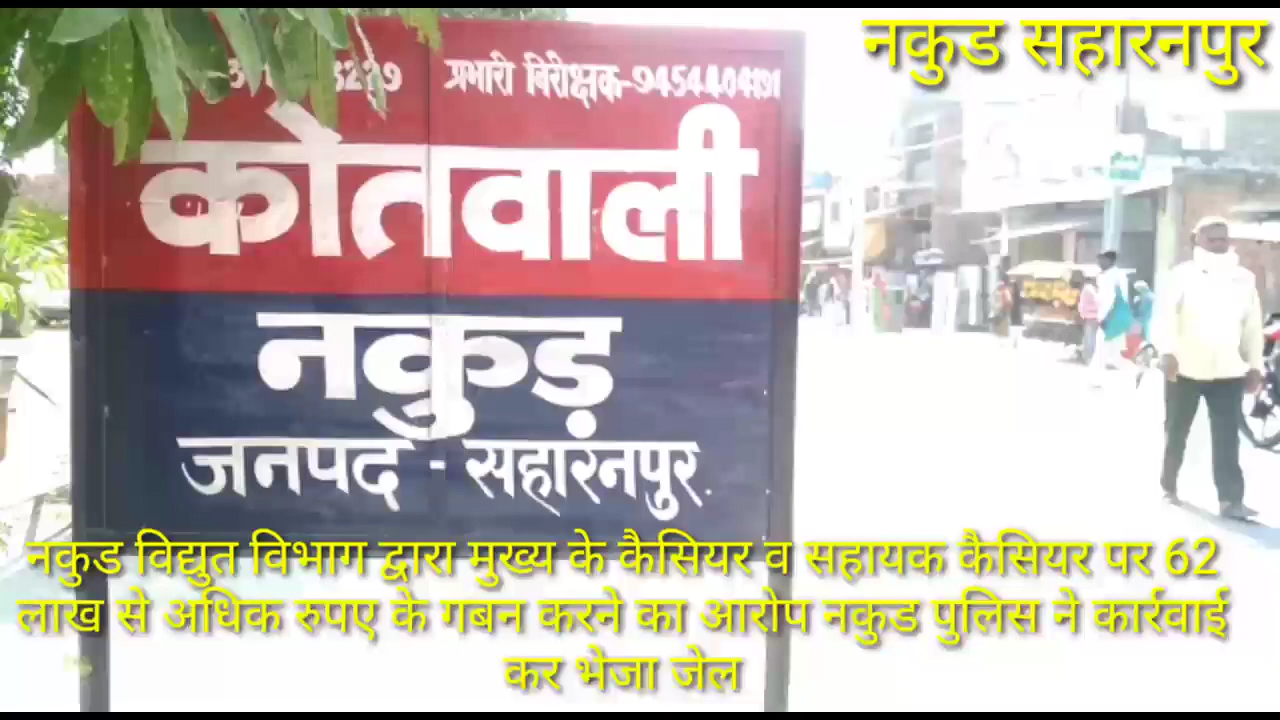 नकुड सहारनपुर
प्रभारी निरीक्षक-9454404191
कोतवाली
नकुड़
जनपद - सहारनपुर
नकुड विद्युत विभाग द्वारा मुख्य के कैसियर व सहायक कैसियर पर 62
लाख से अधिक रुपए के गबन करने का आरोप नकुड पुलिस ने कार्रवाई
कर भेजा जेल